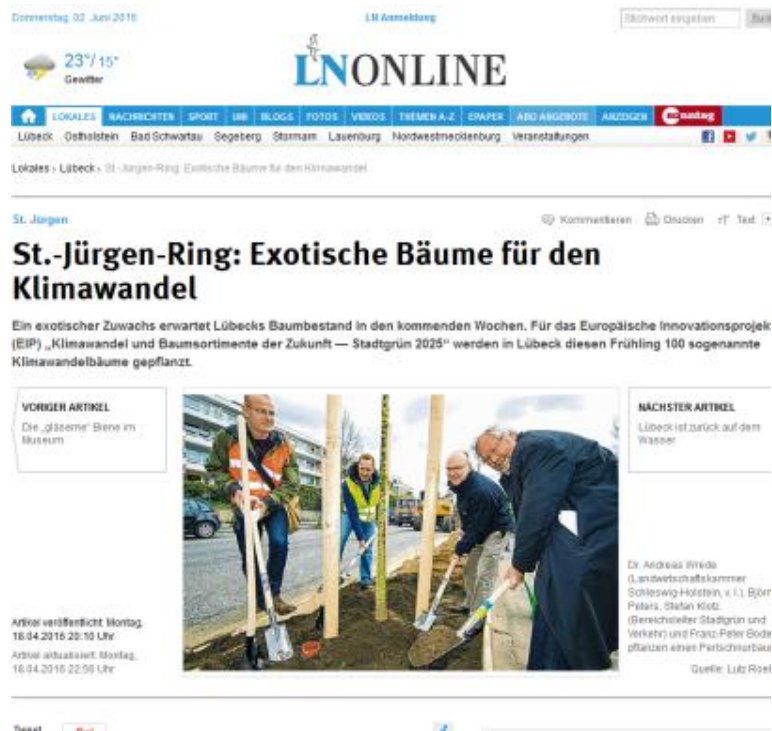 Donnerstag, 02. Juni 2016
LN Anmeldung
Stichwort eingeben
23°/15°
Gewitter
LN ONLINE
LOKALES NACHRICHTEN SPORT UNI BLOGS FOTOS VIDEOS THEMEN A-Z EPAPER ABO ANGEBOTE ANZEIGEN
Lübeck Ostholstein Bad Schwartau Segeberg Stormarn Lauenburg Nordwestmecklenburg Veranstaltungen
Lokales › Lübeck › St.-Jürgen-Ring: Exotische Bäume für den Klimawandel
St. Jürgen
Kommentieren Drucken Text
St.-Jürgen-Ring: Exotische Bäume für den
Klimawandel
Ein exotischer Zuwachs erwartet Lübecks Baumbestand in den kommenden Wochen. Für das Europäische Innovationsprojek
(EIP) „Klimawandel und Baumsortimente der Zukunft — Stadtgrün 2025“ werden in Lübeck diesen Frühling 100 sogenannte
Klimawandelbäume gepflanzt.
VORIGER ARTIKEL
Die „gläserne“ Biene im
Museum
NÄCHSTER ARTIKEL
Lübeck ist zurück auf dem
Wasser
Dr. Andreas Wrede
(Landwirtschaftskammer
Schleswig-Holstein, v. l.), Björn
Peters, Stefan Klotz
(Bereichsleiter Stadtgrün und
Verkehr) und Franz-Peter Boden
pflanzen einen
Quelle: Lutz
Artikel veröffentlicht: Montag,
18.04.2016 20:10 Uhr
Artikel aktualisiert: Montag,
18.04.2016 22:56 Uhr
Tweet